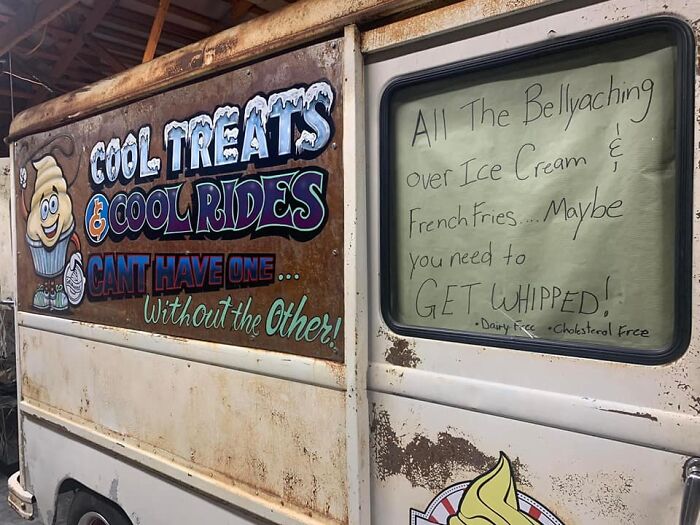 COOL TREATS
& COOL RIDES
CANT HAVE ONE...
Without the Other!
All The Bellyaching
over Ice Cream &
French Fries.... Maybe
you need to
GET WHIPPED!
• Dairy Free • Cholesterol Free